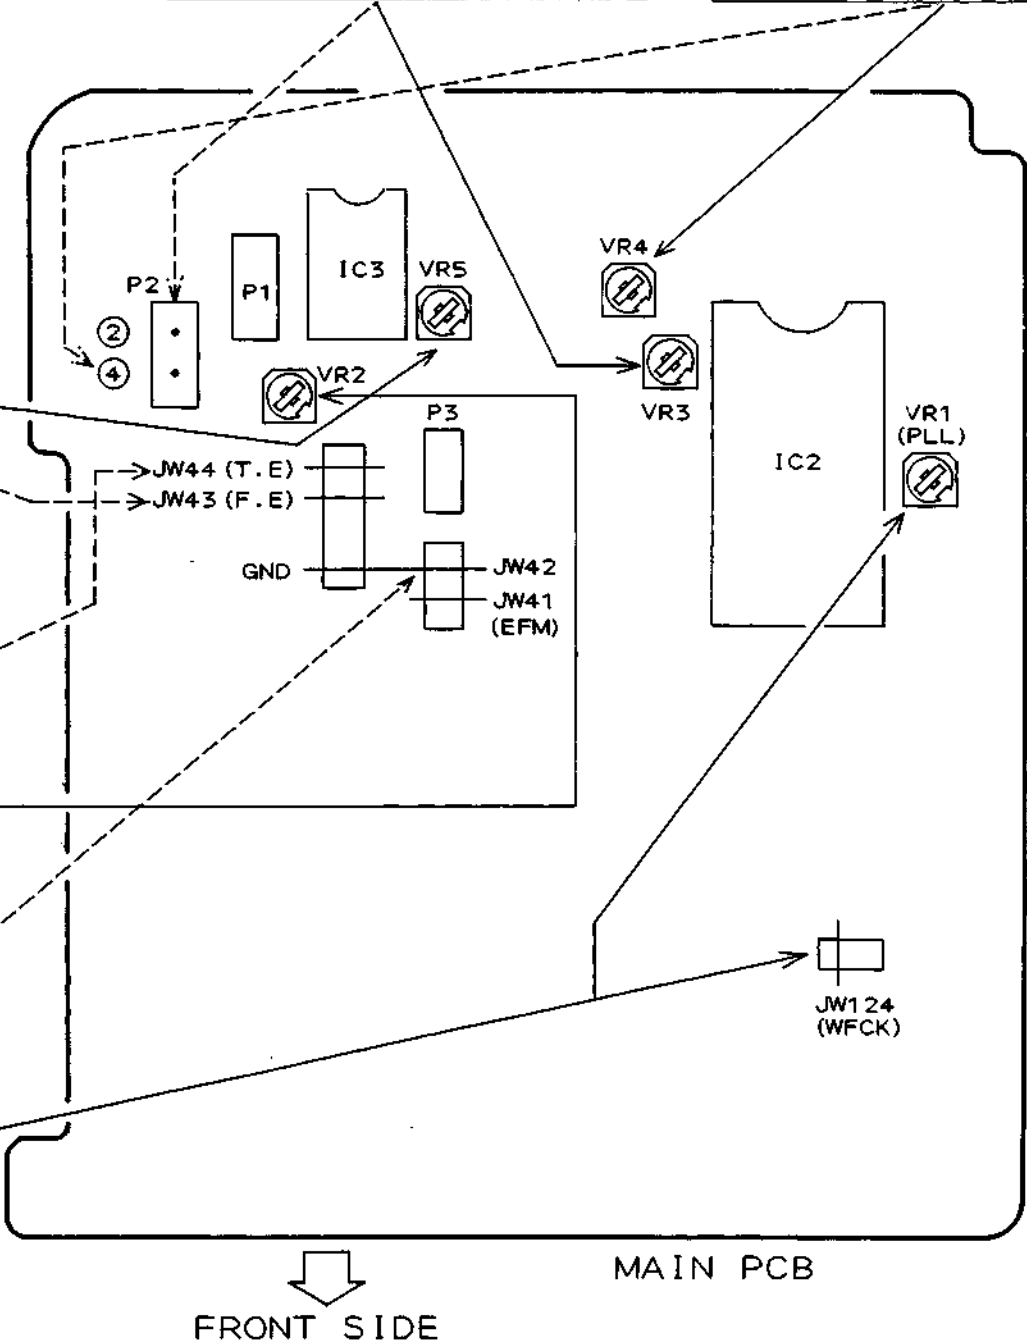 VR4
IC3
VR5
P2
P1
2
4
VR2
VR3
P3
VR1
(PLL)
IC2
JW44 (T.E)
JW43 (F.E)
GND
JW42
JW41
(EFM)
JW124
(WFCK)
MAIN PCB
FRONT SIDE